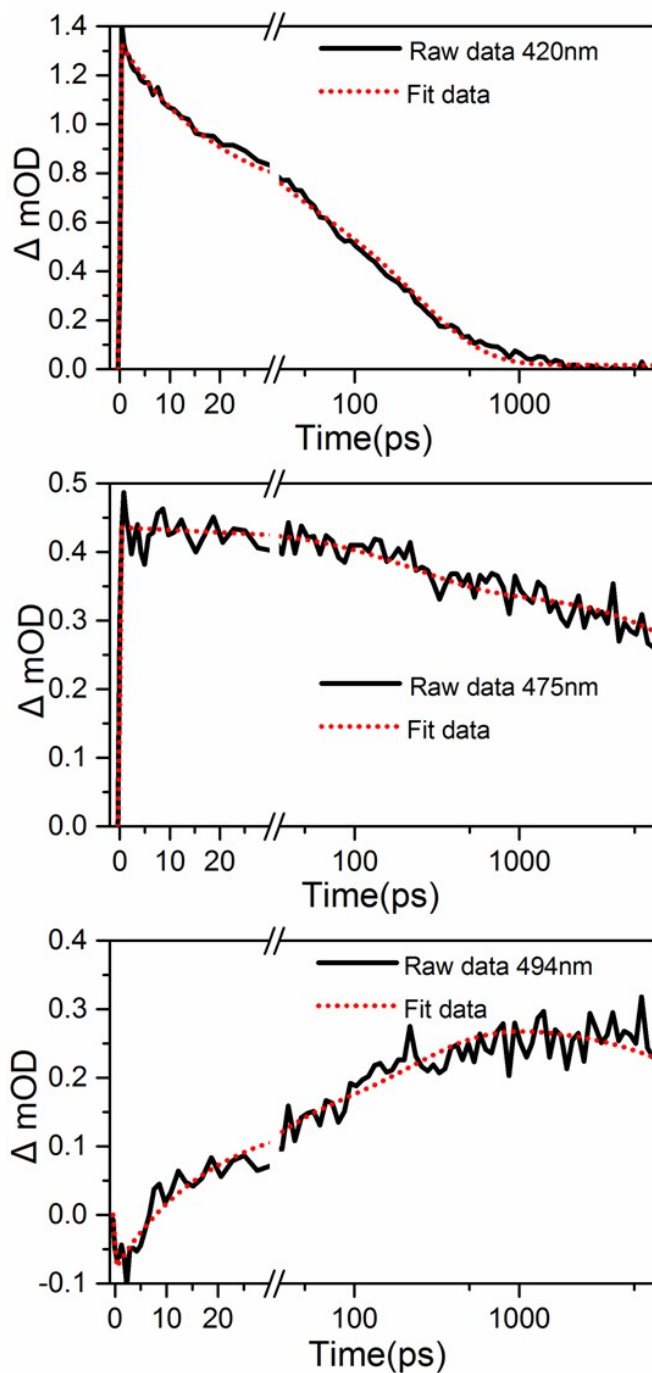 1.4
1.2
1.0
0.8
0.6
0.4
0.2
0.0
Δ mOD
Raw data 420nm
Fit data
0 10 20 100 1000
Time(ps)
0.5
0.4
0.3
0.2
0.1
0.0
Δ mOD
Raw data 475nm
Fit data
0 10 20 100 1000
Time(ps)
0.4
0.3
0.2
0.1
0.0
-0.1
Δ mOD
Raw data 494nm
Fit data
0 10 20 100 1000
Time(ps)